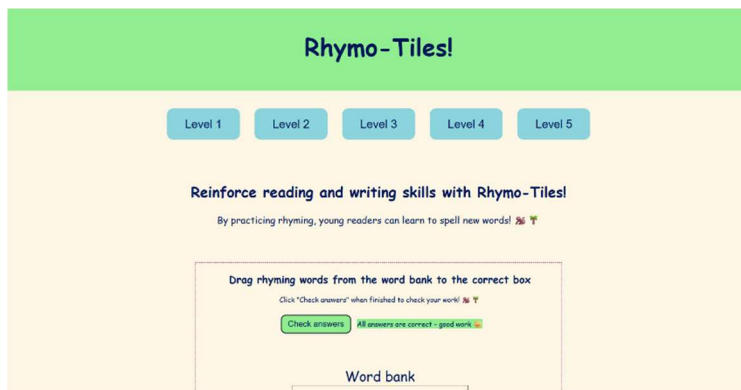 Rhymo-Tiles!
Level 1 Level 2 Level 3 Level 4 Level 5
Reinforce reading and writing skills with Rhymo-Tiles!
By practicing rhyming, young readers can learn to spell new words!
Drag rhyming words from the word bank to the correct box
Click "Check answers" when finished to check your work!
Check answers All answers are correct - good work
Word bank